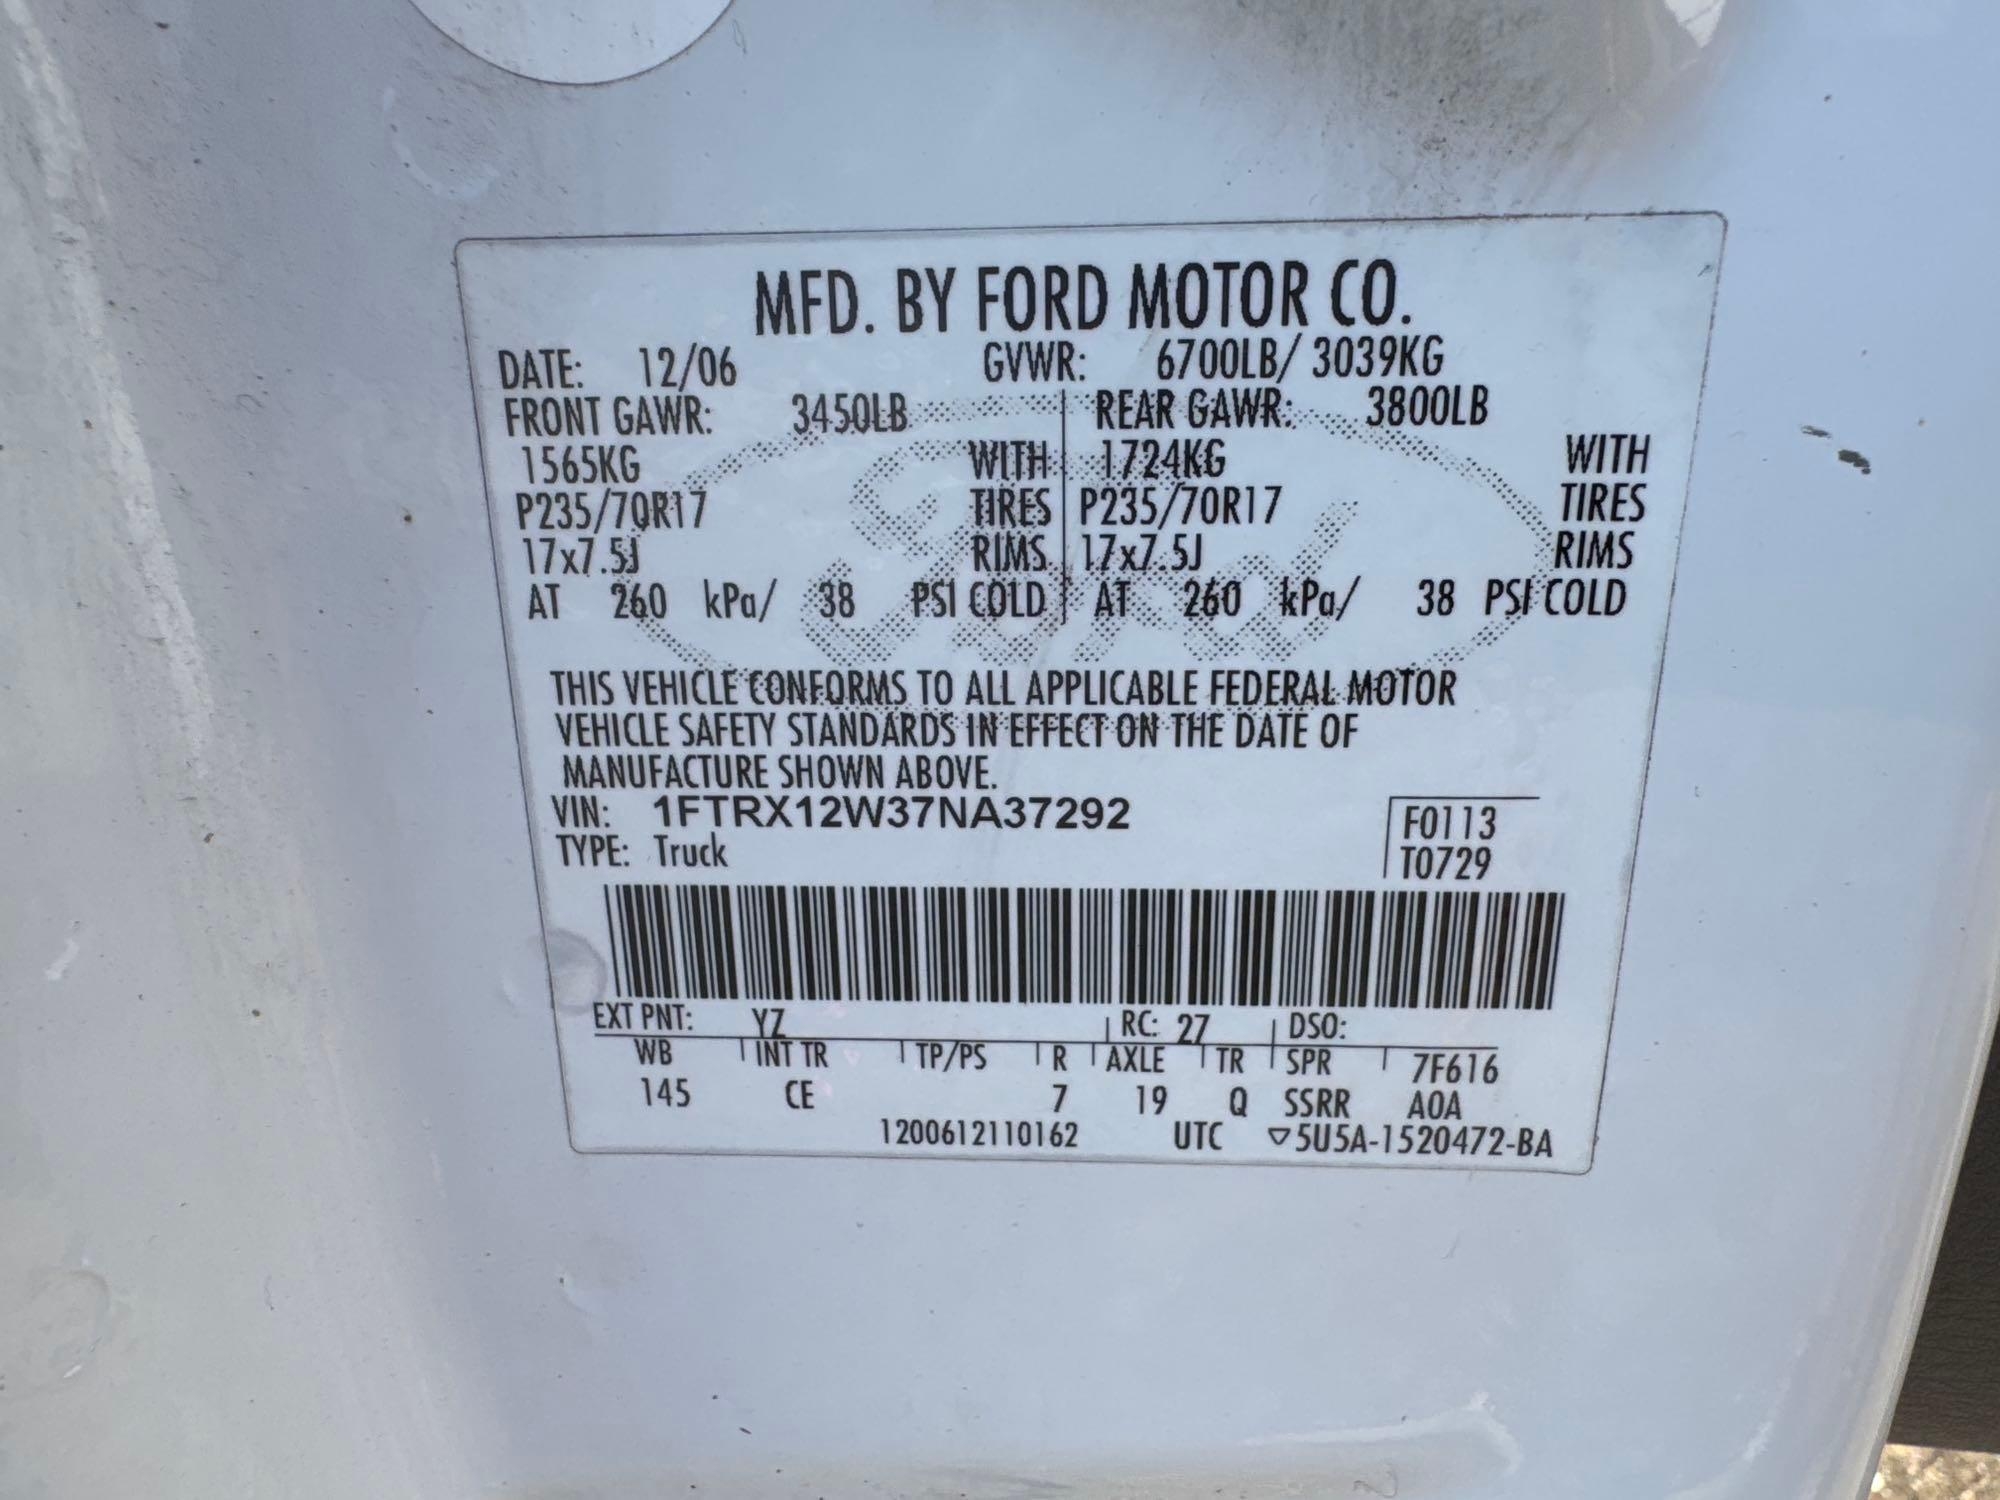 MFD. BY FORD MOTOR CO.
DATE: 12/06 GVWR: 6700LB/ 3039KG
FRONT GAWR: 3450LB REAR GAWR: 3800LB
1565KG WITH 1724KG WITH
P235/70R17 TIRES P235/70R17 TIRES
17x7.5J RIMS 17x7.5J RIMS
AT 260 kPa/ 38 PSI COLD AT 260 kPa/ 38 PSI COLD
Ford
THIS VEHICLE CONFORMS TO ALL APPLICABLE FEDERAL MOTOR
VEHICLE SAFETY STANDARDS IN EFFECT ON THE DATE OF
MANUFACTURE SHOWN ABOVE.
VIN: 1FTRX12W37NA37292 F0113
TYPE: Truck T0729
EXT PNT: YZ RC: 27 DSO:
WB INT TR TP/PS R AXLE TR SPR 7F616
145 CE 7 19 Q SSRR A0A
1200612110162 UTC ▽5U5A-1520472-BA